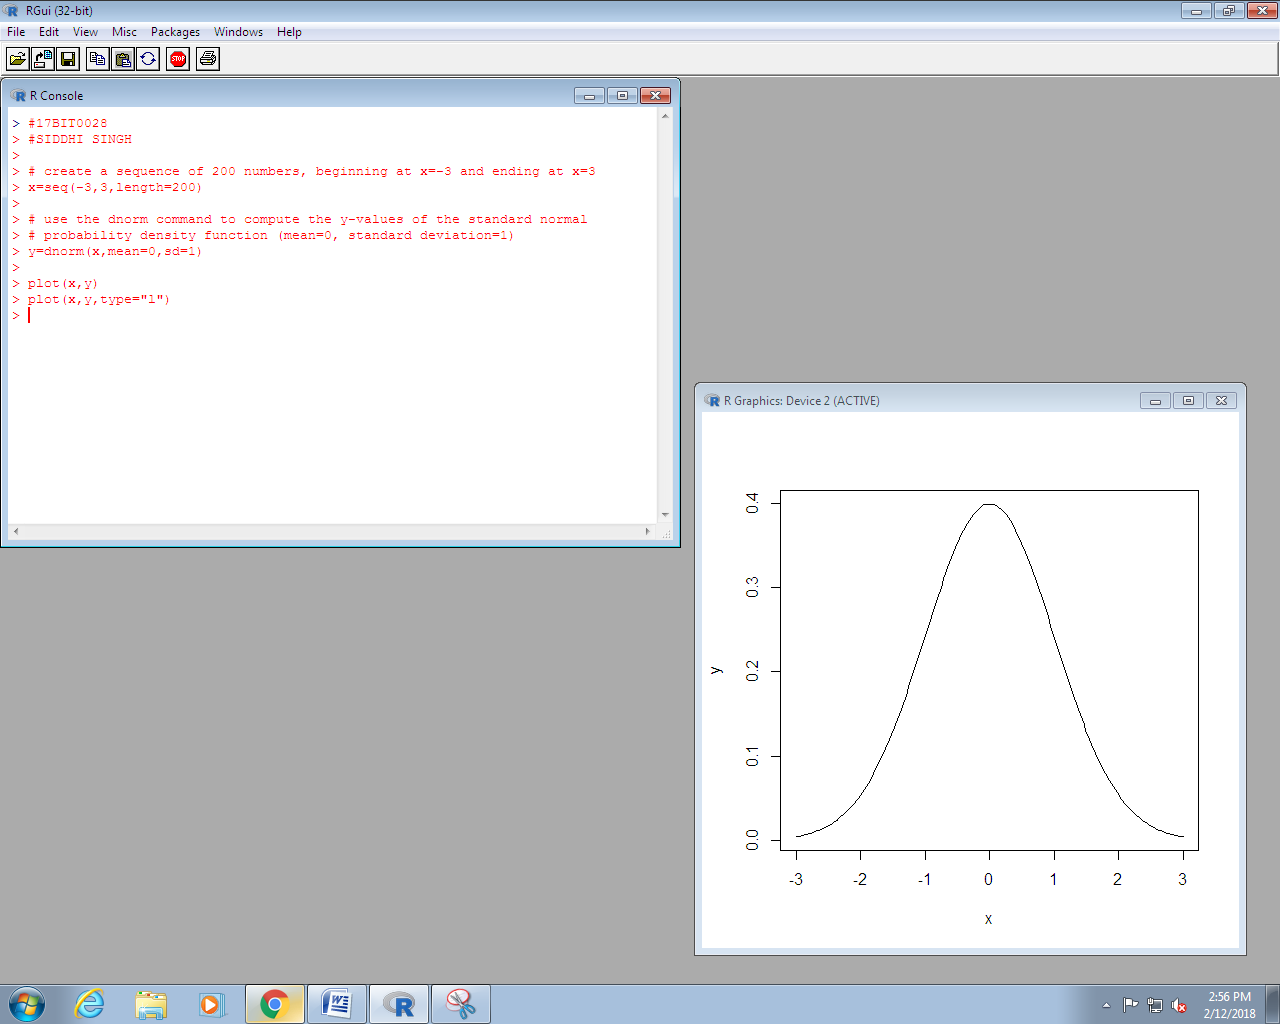 RGui (32-bit)
File Edit View Misc Packages Windows Help
STOP
R Console
> #17BIT0028
> #SIDDHI SINGH
>
> # create a sequence of 200 numbers, beginning at x=-3 and ending at x=3
> x=seq(-3,3,length=200)
>
> # use the dnorm command to compute the y-values of the standard normal
> # probability density function (mean=0, standard deviation=1)
> y=dnorm(x,mean=0,sd=1)
>
> plot(x,y)
> plot(x,y,type="l")
>
R Graphics: Device 2 (ACTIVE)
0.4
0.3
0.2
0.1
0.0
y
-3 -2 -1 0 1 2 3
x
2:56 PM
2/12/2018